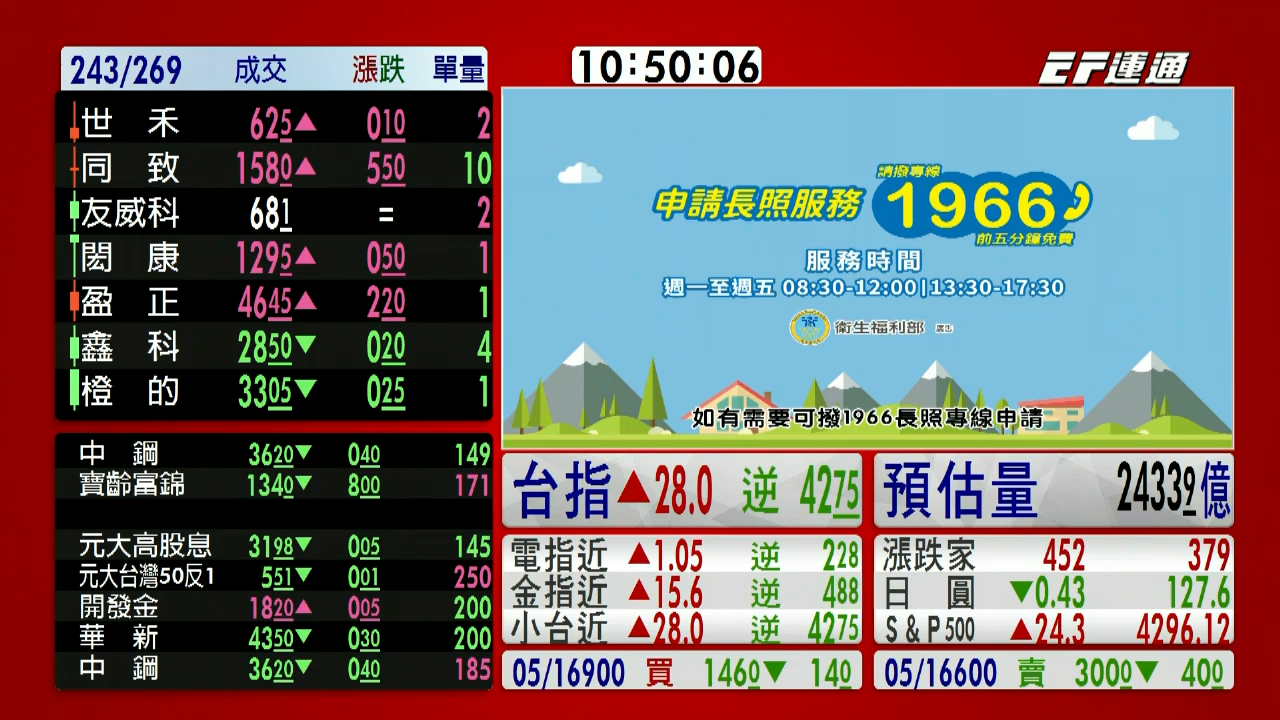 243/269 成交 漲跌 單量
10:50:06
EF運通
世禾 625▲ 010 2
同致 1580▲ 550 10
友威科 681 = 2
閎康 1295▲ 050 1
盈正 4645▲ 220 1
鑫科 2850▼ 020 4
橙的 3305▼ 025 1
中鋼 3620▼ 040 149
寶齡富錦 1340▼ 800 171
元大高股息 3198▼ 005 145
元大台灣50反1 551▼ 001 250
開發金 1820▲ 005 200
華新 4350▼ 030 200
中鋼 3620▼ 040 185
請撥專線
申請長照服務 1966
前五分鐘免費
服務時間
週一至週五 08:30-12:00|13:30-17:30
衛生福利部 廣告
如有需要可撥1966長照專線申請
台指▲28.0 逆 4275
預估量 24339億
電指近 ▲1.05 逆 228
金指近 ▲15.6 逆 488
小台近 ▲28.0 逆 4275
漲跌家 452 379
日圓 ▼0.43 127.6
S&P500 ▲24.3 4296.12
05/16900 買 1460▼ 140
05/16600 賣 3000▼ 400